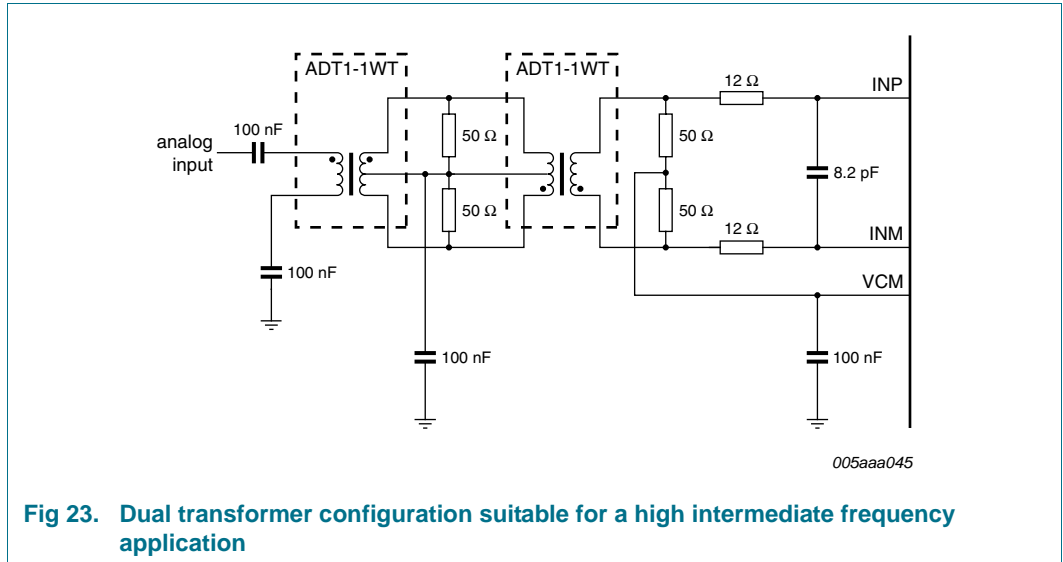 ADT1-1WT
ADT1-1WT
100 nF
analog
input
50 Ω
50 Ω
100 nF
100 nF
50 Ω
50 Ω
12 Ω
12 Ω
8.2 pF
INP
INM
VCM
100 nF
005aaa045
Fig 23. Dual transformer configuration suitable for a high intermediate frequency
application